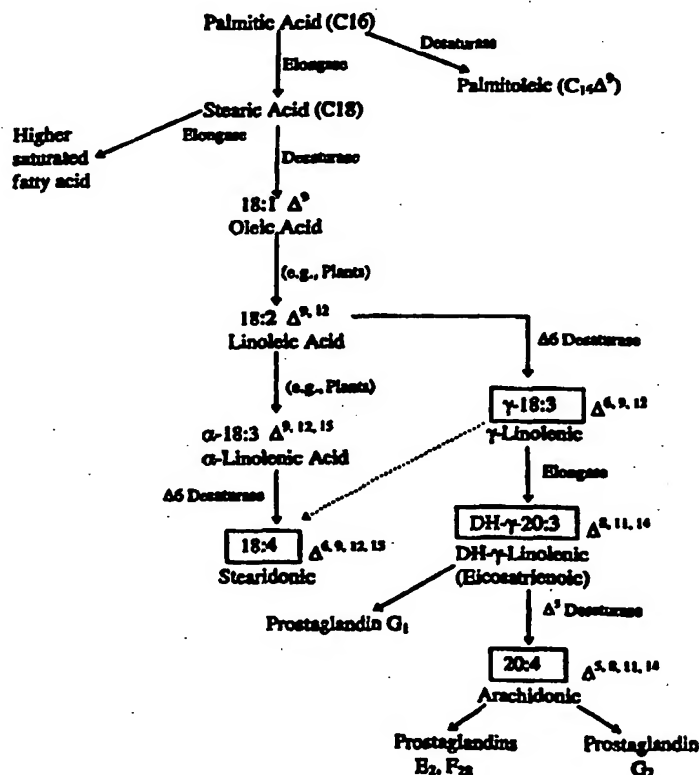 Palmitic Acid (C16)
Desaturase
Elongase
Palmitoleic (C₁₆Δ⁹)
Stearic Acid (C18)
Elongase
Higher
saturated
fatty acid
Desaturase
18:1 Δ⁹
Oleic Acid
(e.g., Plants)
18:2 Δ⁹, ¹²
Linoleic Acid
Δ6 Desaturase
(e.g., Plants)
γ-18:3 Δ⁶, ⁹, ¹²
γ-Linolenic
α-18:3 Δ⁹, ¹², ¹⁵
α-Linolenic Acid
Elongase
Δ6 Desaturase
DH-γ-20:3 Δ⁸, ¹¹, ¹⁴
18:4 Δ⁶, ⁹, ¹², ¹⁵
DH-γ-Linolenic
Stearidonic
(Eicosatrienoic)
Δ⁵ Desaturase
Prostaglandin G₁
20:4 Δ⁵, ⁸, ¹¹, ¹⁴
Arachidonic
Prostaglandins
E₂, F₂ₐ
Prostaglandin
G₂